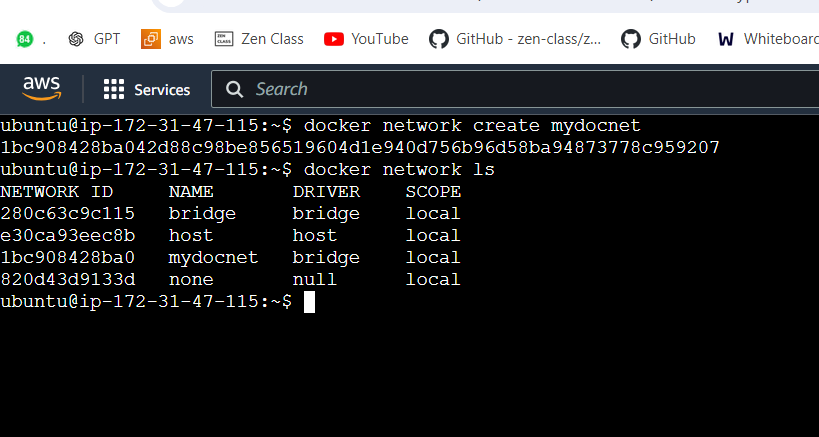 84 . GPT aws ZEN CLASS Zen Class YouTube GitHub - zen-class/z... GitHub W Whiteboard
aws Services Search
ubuntu@ip-172-31-47-115:~$ docker network create mydocnet
1bc908428ba042d88c98be856519604d1e940d756b96d58ba94873778c959207
ubuntu@ip-172-31-47-115:~$ docker network ls
NETWORK ID NAME DRIVER SCOPE
280c63c9c115 bridge bridge local
e30ca93eec8b host host local
1bc908428ba0 mydocnet bridge local
820d43d9133d none null local
ubuntu@ip-172-31-47-115:~$